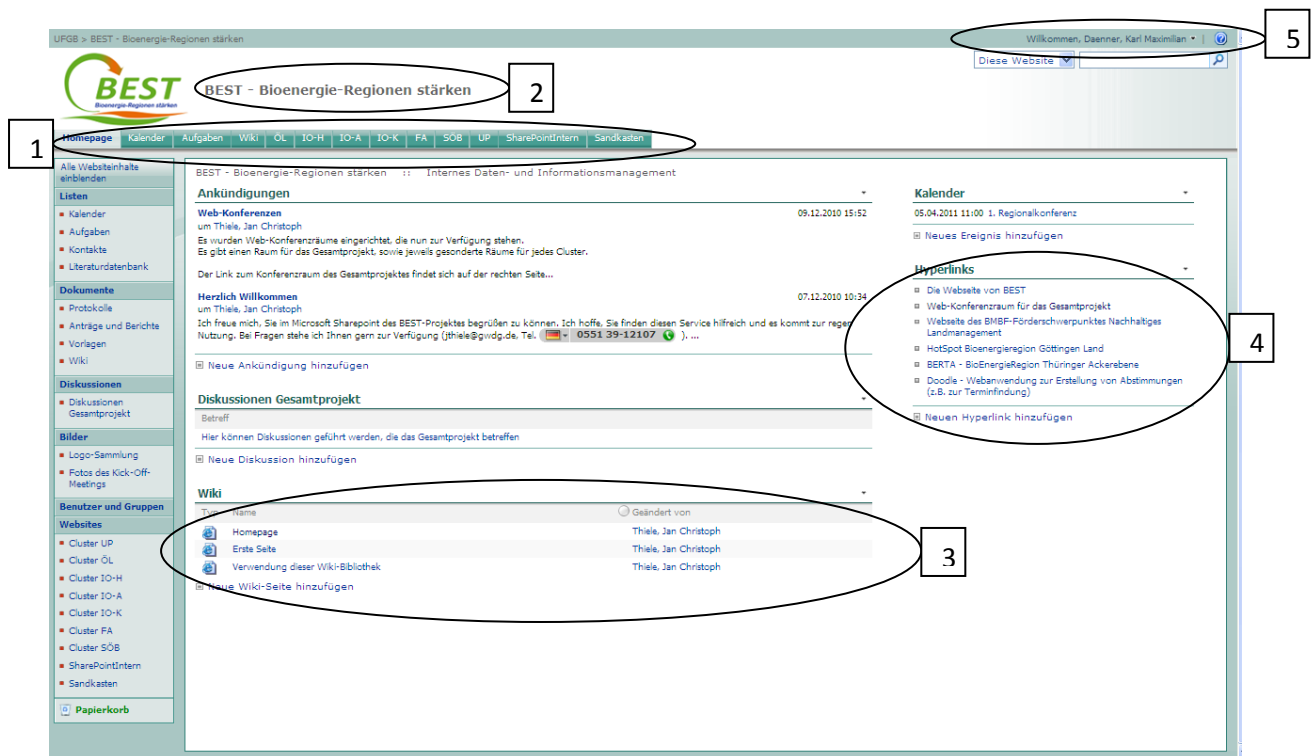 UFGB > BEST - Bioenergie-Regionen stärken
Willkommen, Daenner, Karl Maximilian
5
Diese Website
BEST
Bioenergie-Regionen stärken
BEST - Bioenergie-Regionen stärken
2
1
Homepage Kalender Aufgaben Wiki ÖL IO-H IO-A IO-K FA SÖB UP SharePointIntern Sandkasten
Alle Websiteinhalte
einblenden
Listen
Kalender
Aufgaben
Kontakte
Literaturdatenbank
Dokumente
Protokolle
Anträge und Berichte
Vorlagen
Wiki
Diskussionen
Diskussionen
Gesamtprojekt
Bilder
Logo-Sammlung
Fotos des Kick-Off-
Meetings
Benutzer und Gruppen
Websites
Cluster UP
Cluster ÖL
Cluster IO-H
Cluster IO-A
Cluster IO-K
Cluster FA
Cluster SÖB
SharePointIntern
Sandkasten
Papierkorb
BEST - Bioenergie-Regionen stärken :: Internes Daten- und Informationsmanagement
Ankündigungen
Web-Konferenzen 09.12.2010 15:52
um Thiele, Jan Christoph
Es wurden Web-Konferenzräume eingerichtet, die nun zur Verfügung stehen.
Es gibt einen Raum für das Gesamtprojekt, sowie jeweils gesonderte Räume für jedes Cluster.
Der Link zum Konferenzraum des Gesamtprojektes findet sich auf der rechten Seite...
Herzlich Willkommen 07.12.2010 10:34
um Thiele, Jan Christoph
Ich freue mich, Sie im Microsoft Sharepoint des BEST-Projektes begrüßen zu können. Ich hoffe, Sie finden diesen Service hilfreich und es kommt zur regen
Nutzung. Bei Fragen stehe ich Ihnen gern zur Verfügung (jthiele@gwdg.de, Tel. 0551 39-12107 ). ...
Neue Ankündigung hinzufügen
Diskussionen Gesamtprojekt
Betreff
Hier können Diskussionen geführt werden, die das Gesamtprojekt betreffen
Neue Diskussion hinzufügen
Wiki
Typ Name Geändert von
Homepage Thiele, Jan Christoph
Erste Seite Thiele, Jan Christoph
Verwendung dieser Wiki-Bibliothek Thiele, Jan Christoph
Neue Wiki-Seite hinzufügen
3
Kalender
05.04.2011 11:00 1. Regionalkonferenz
Neues Ereignis hinzufügen
Hyperlinks
Die Webseite von BEST
Web-Konferenzraum für das Gesamtprojekt
Webseite des BMBF-Förderschwerpunktes Nachhaltiges
Landmanagement
HotSpot Bioenergieregion Göttingen Land
BERTA - BioEnergieRegion Thüringer Ackerebene
Doodle - Webanwendung zur Erstellung von Abstimmungen
(z.B. zur Terminfindung)
Neuen Hyperlink hinzufügen
4